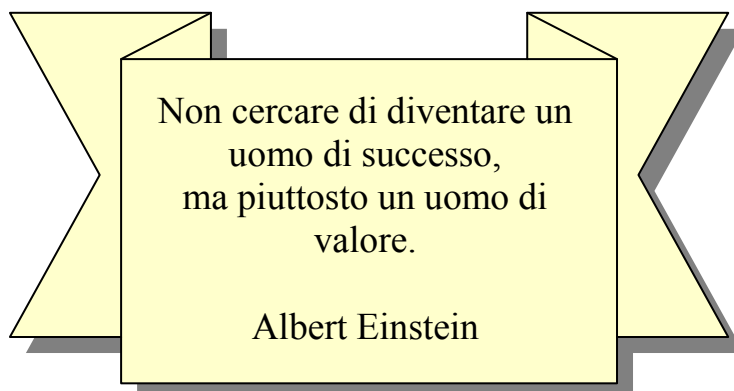 Non cercare di diventare un
uomo di successo,
ma piuttosto un uomo di
valore.
Albert Einstein